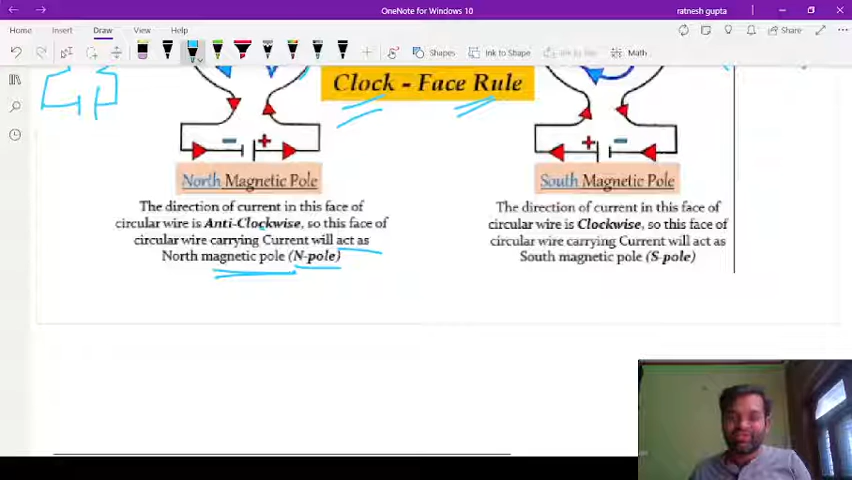 OneNote for Windows 10
ratnesh gupta
Home Insert Draw View Help
Share
Shapes Ink to Shape Ink to Text Math
Clock - Face Rule
− + + −
North Magnetic Pole
The direction of current in this face of
circular wire is Anti-Clockwise, so this face of
circular wire carrying Current will act as
North magnetic pole (N-pole)
South Magnetic Pole
The direction of current in this face of
circular wire is Clockwise, so this face of
circular wire carrying Current will act as
South magnetic pole (S-pole)